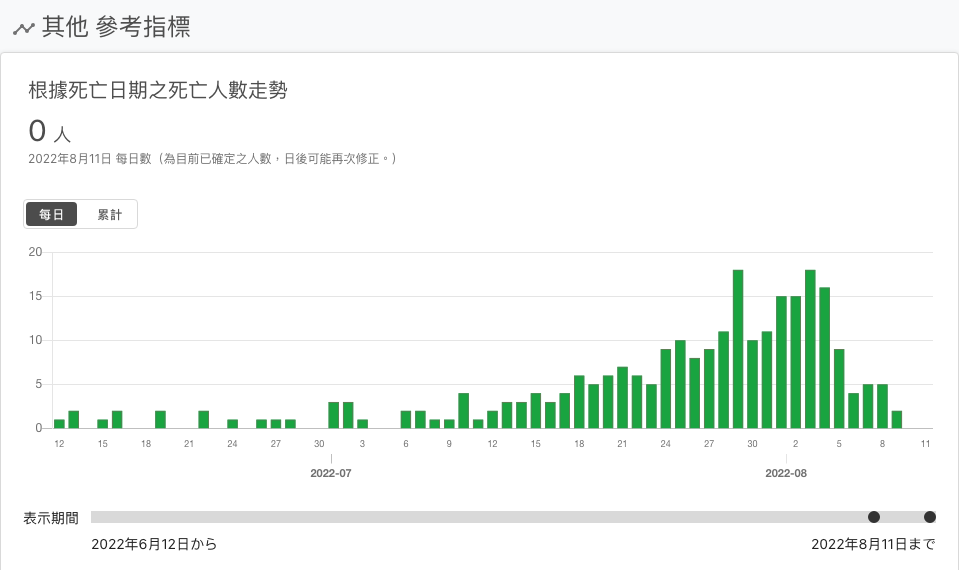 其他 參考指標
根據死亡日期之死亡人數走勢
0 人
2022年8月11日 每日數（為目前已確定之人數，日後可能再次修正。）
每日 累計
20
15
10
5
0
12 15 18 21 24 27 30 3 6 9 12 15 18 21 24 27 30 2 5 8 11
2022-07 2022-08
表示期間
2022年6月12日から 2022年8月11日まで